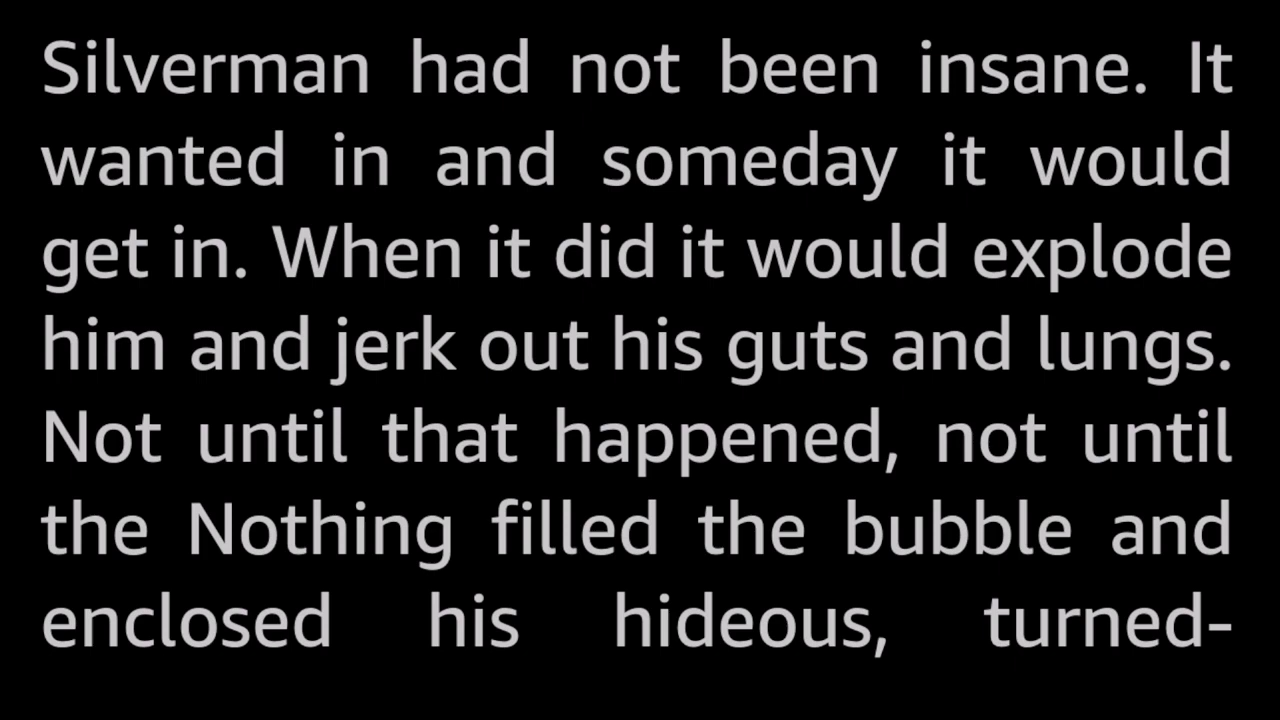 Silverman had not been insane. It
wanted in and someday it would
get in. When it did it would explode
him and jerk out his guts and lungs.
Not until that happened, not until
the Nothing filled the bubble and
enclosed his hideous, turned-